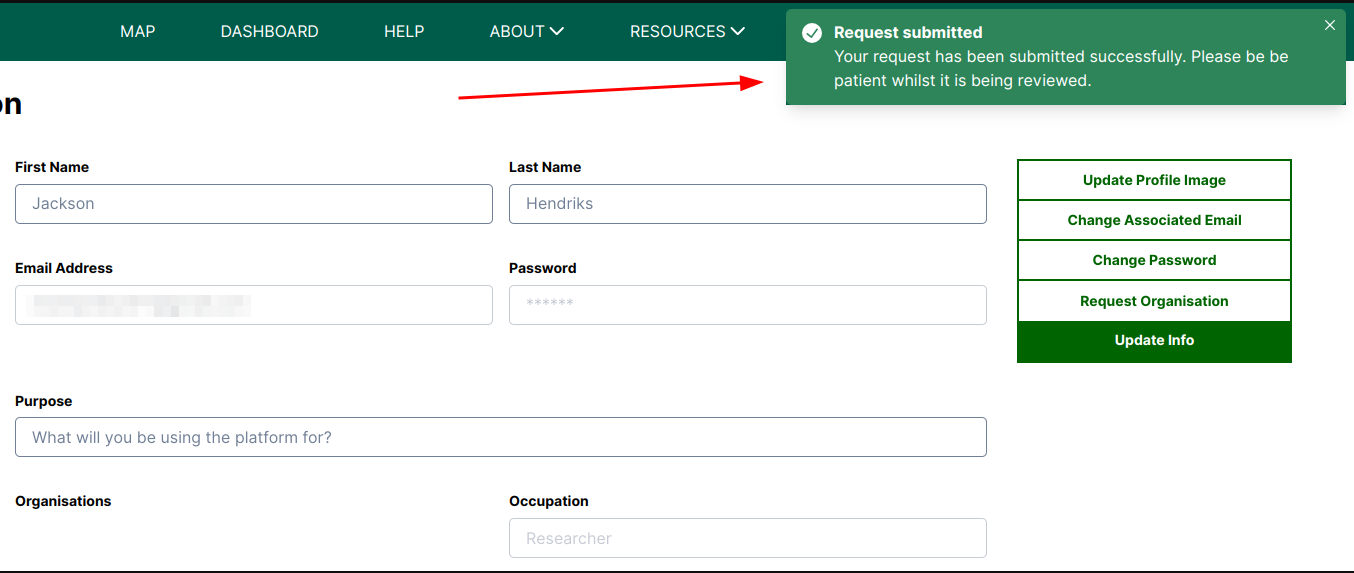 MAP DASHBOARD HELP ABOUT RESOURCES
Request submitted
Your request has been submitted successfully. Please be be
patient whilst it is being reviewed.
on
First Name
Last Name
Jackson
Hendriks
Email Address
Password
******
Purpose
What will you be using the platform for?
Organisations
Occupation
Researcher
Update Profile Image
Change Associated Email
Change Password
Request Organisation
Update Info